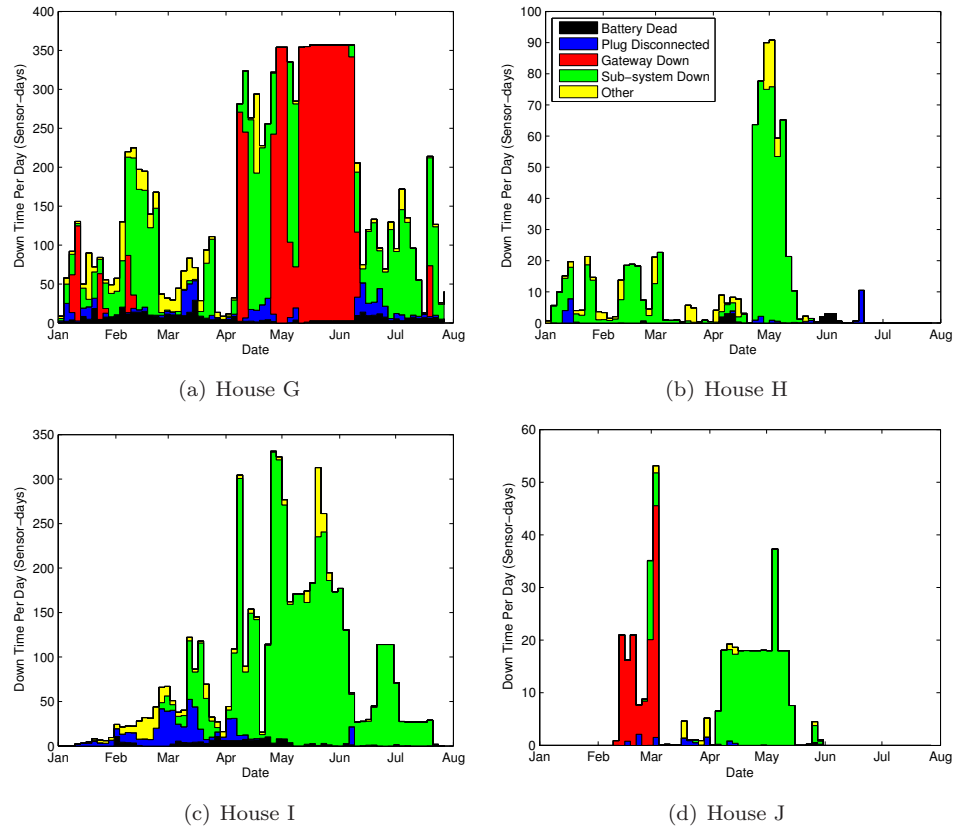 400
350
300
250
200
150
100
50
0
Down Time Per Day (Sensor−days)
Jan Feb Mar Apr May Jun Jul Aug
Date
(a) House G
100
90
80
70
60
50
40
30
20
10
0
Down Time Per Day (Sensor−days)
Battery Dead
Plug Disconnected
Gateway Down
Sub−system Down
Other
Jan Feb Mar Apr May Jun Jul Aug
Date
(b) House H
350
300
250
200
150
100
50
0
Down Time Per Day (Sensor−days)
Jan Feb Mar Apr May Jun Jul Aug
Date
(c) House I
60
50
40
30
20
10
0
Down Time Per Day (Sensor−days)
Jan Feb Mar Apr May Jun Jul Aug
Date
(d) House J